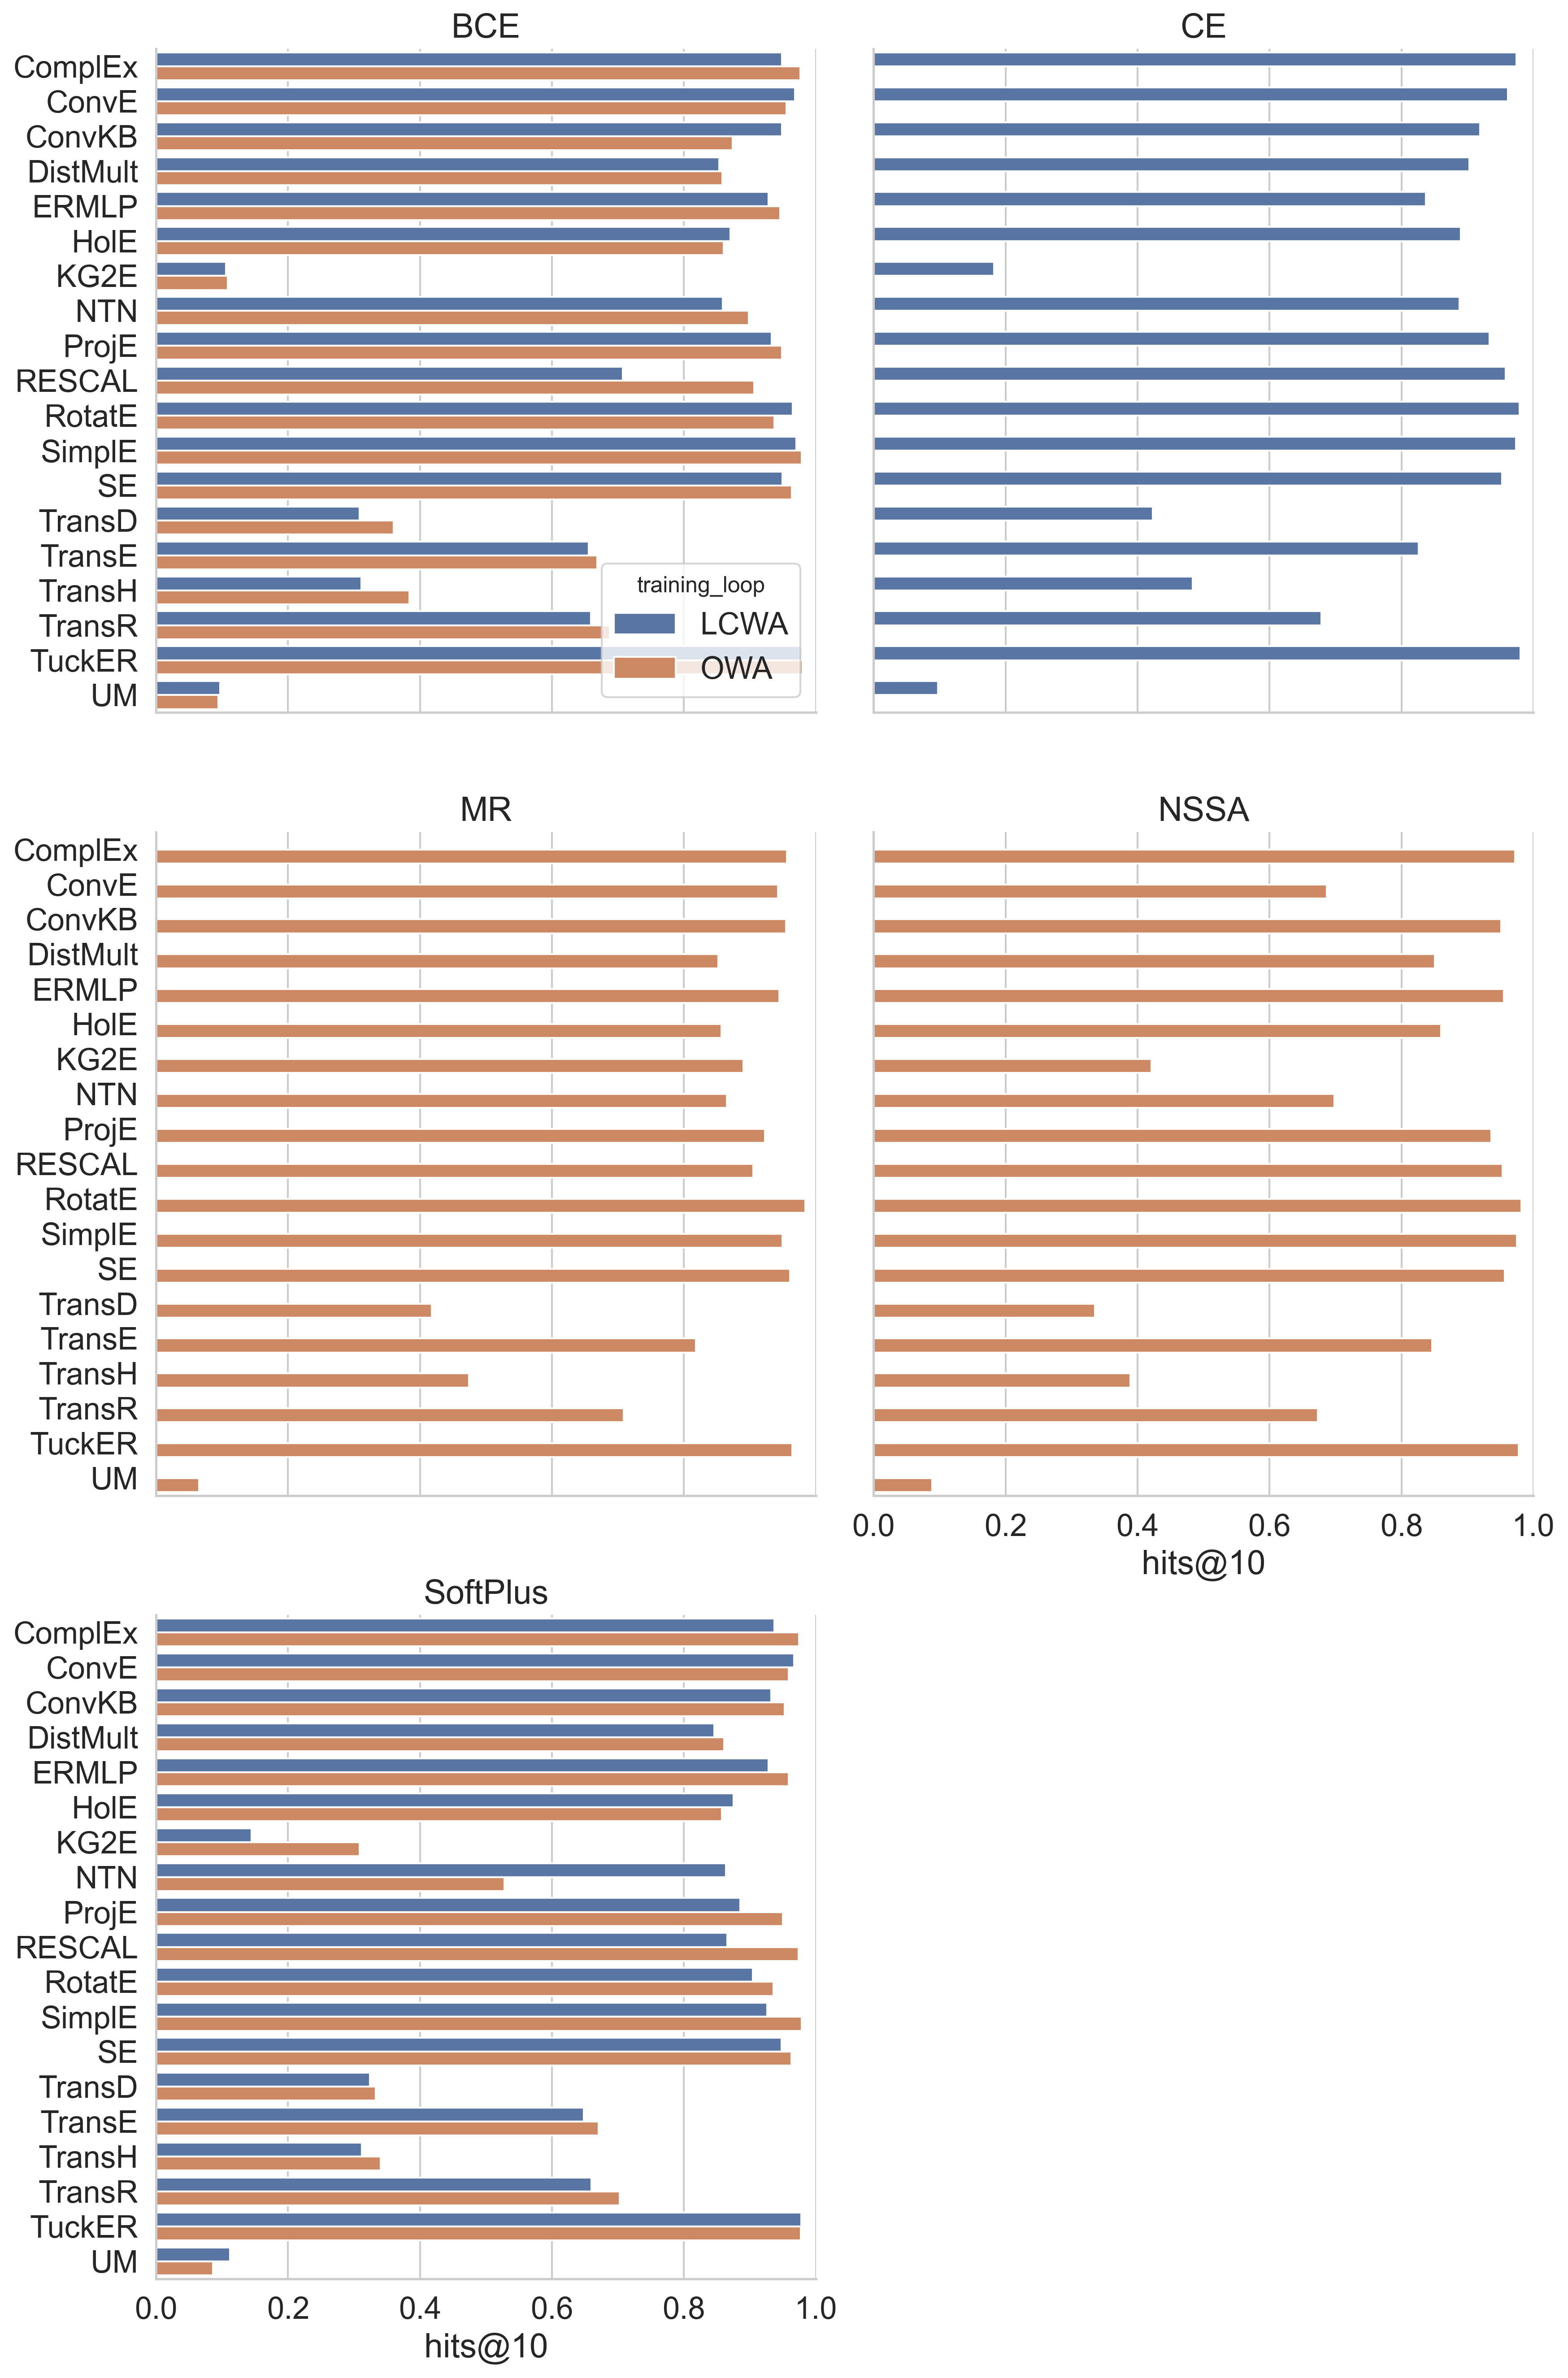 BCE
ComplEx
ConvE
ConvKB
DistMult
ERMLP
HolE
KG2E
NTN
ProjE
RESCAL
RotatE
SimplE
SE
TransD
TransE
TransH
TransR
TuckER
UM
training_loop
LCWA
OWA
CE
MR
ComplEx
ConvE
ConvKB
DistMult
ERMLP
HolE
KG2E
NTN
ProjE
RESCAL
RotatE
SimplE
SE
TransD
TransE
TransH
TransR
TuckER
UM
NSSA
0.0 0.2 0.4 0.6 0.8 1.0
hits@10
SoftPlus
ComplEx
ConvE
ConvKB
DistMult
ERMLP
HolE
KG2E
NTN
ProjE
RESCAL
RotatE
SimplE
SE
TransD
TransE
TransH
TransR
TuckER
UM
0.0 0.2 0.4 0.6 0.8 1.0
hits@10